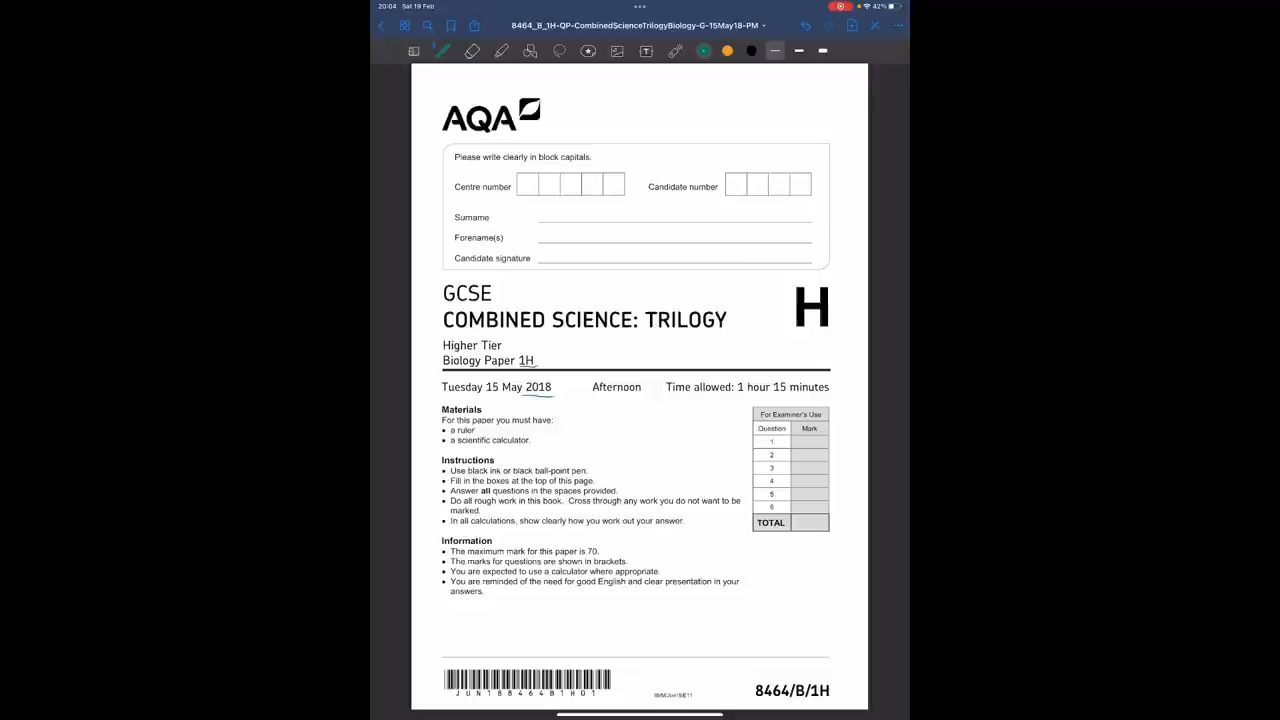 20:04 Sat 19 Feb
42%
8464_B_1H-QP-CombinedScienceTrilogyBiology-G-15May18-PM
AQA
Please write clearly in block capitals.
Centre number
Candidate number
Surname
Forename(s)
Candidate signature
GCSE
COMBINED SCIENCE: TRILOGY
H
Higher Tier
Biology Paper 1H
Tuesday 15 May 2018 Afternoon Time allowed: 1 hour 15 minutes
Materials
For this paper you must have:
• a ruler
• a scientific calculator.
Instructions
• Use black ink or black ball-point pen.
• Fill in the boxes at the top of this page.
• Answer all questions in the spaces provided.
• Do all rough work in this book. Cross through any work you do not want to be
marked.
• In all calculations, show clearly how you work out your answer.
Information
• The maximum mark for this paper is 70.
• The marks for questions are shown in brackets.
• You are expected to use a calculator where appropriate.
• You are reminded of the need for good English and clear presentation in your
answers.
For Examiner's Use
Question Mark
1
2
3
4
5
6
TOTAL
JUN188464B1H01
8464/B/1H